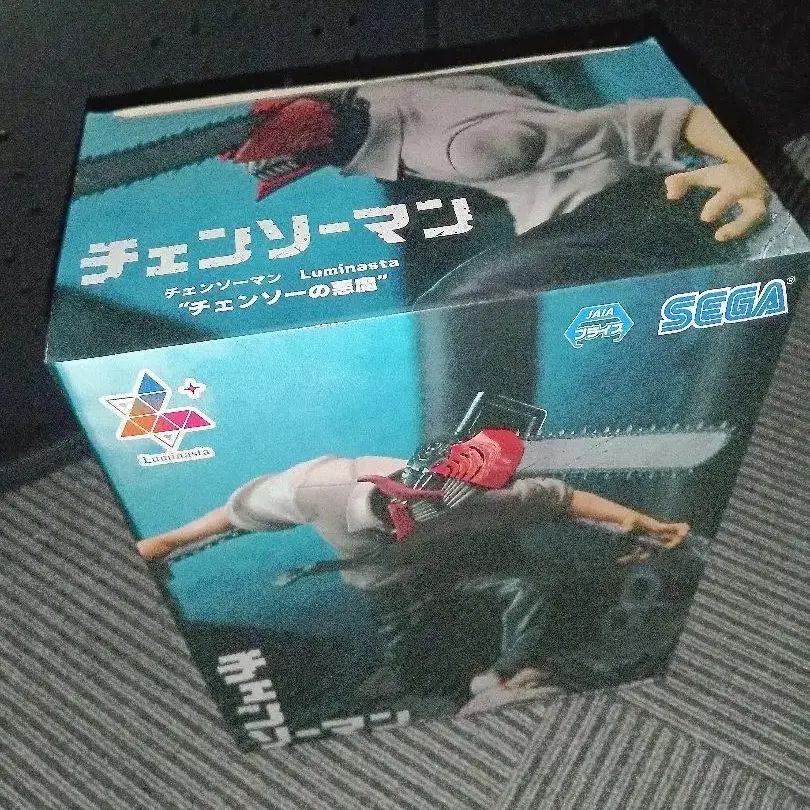 チェンソーマン
チェンソーマン Luminasta
"チェンソーの悪魔"
JAIA
プライズ
SEGA®
Luminasta
チェンソーマン